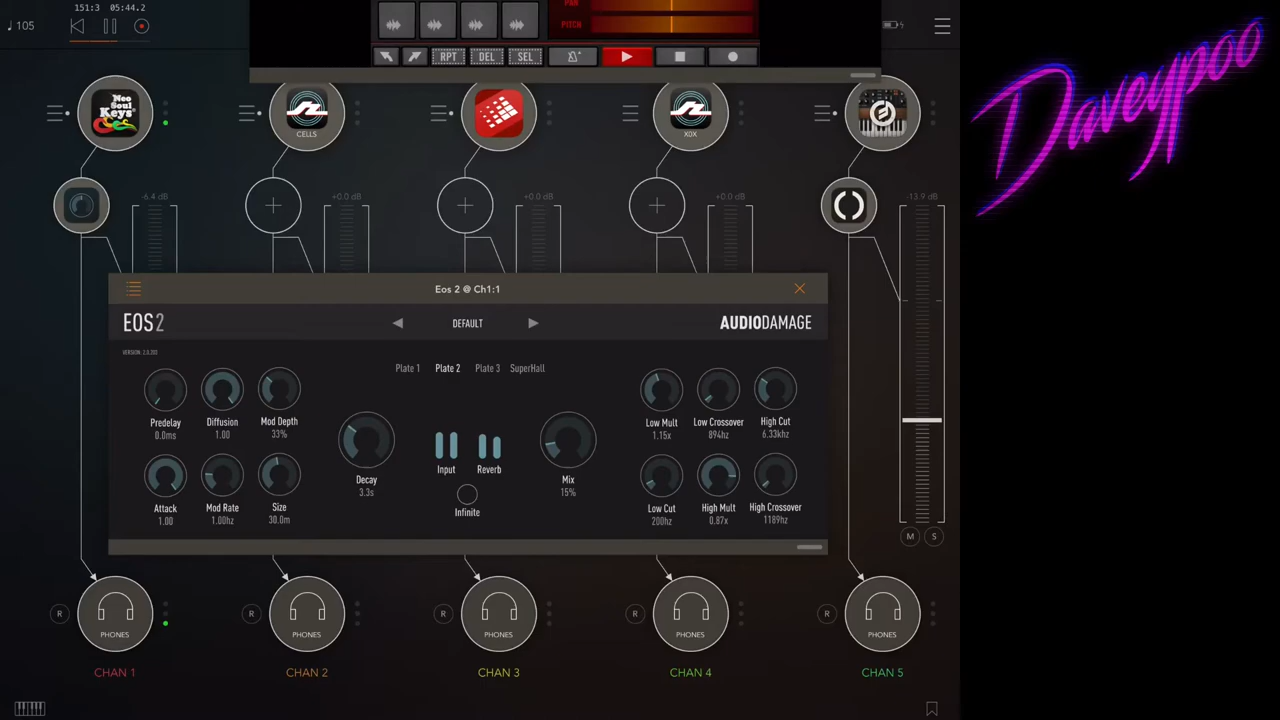 151:3 05:44.2
♩ 105
PAN
PITCH
RPT DEL SEL
Neo Soul Keys
CELLS
XOX
-6.4 dB
+0.0 dB
+0.0 dB
+0.0 dB
-13.9 dB
Eos 2 @ Ch1:1
EOS2
DEFAULT
AUDIODAMAGE
Plate 1 Plate 2 Plate 3 SuperHall
Predelay
0.0ms
Diffusion
1.00
Mod Depth
33%
Attack
1.00
Mod Rate
1.00hz
Size
30.0m
Decay
3.3s
Input
Reverb
Infinite
Mix
15%
Low Mult
1.15x
Low Crossover
894hz
High Cut
6.33khz
Low Cut
200hz
High Mult
0.87x
High Crossover
1189hz
M S
R PHONES
R PHONES
R PHONES
R PHONES
R PHONES
CHAN 1
CHAN 2
CHAN 3
CHAN 4
CHAN 5
Daveypoo